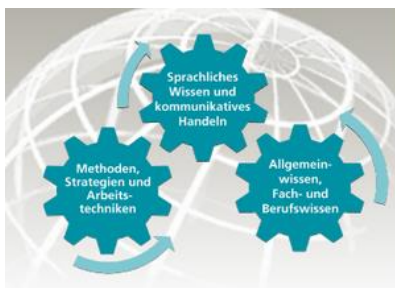 Sprachliches
Wissen und
kommunikatives
Handeln
Methoden,
Strategien und
Arbeits-
techniken
Allgemein-
wissen,
Fach- und
Berufswissen